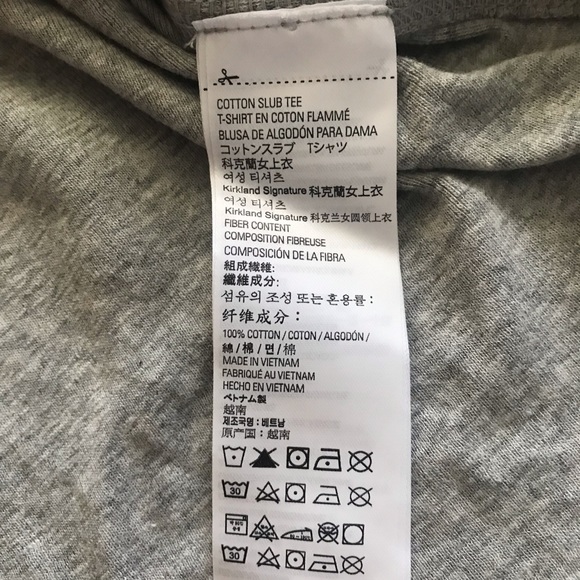 COTTON SLUB TEE
T-SHIRT EN COTON FLAMMÉ
BLUSA DE ALGODÓN PARA DAMA
コットンスラブ Tシャツ
科克蘭女上衣
여성 티셔츠
Kirkland Signature 科克蘭女上衣
여성 티셔츠
Kirkland Signature 科克兰女圆领上衣
FIBER CONTENT
COMPOSITION FIBREUSE
COMPOSICIÓN DE LA FIBRA
組成繊維:
纖維成分:
섬유의 조성 또는 혼용률:
纤维成分:
100% COTTON / COTON / ALGODÓN /
綿 / 棉 / 면 / 棉
MADE IN VIETNAM
FABRIQUÉ AU VIETNAM
HECHO EN VIETNAM
ベトナム製
越南
제조국명: 베트남
原产国: 越南
30
30